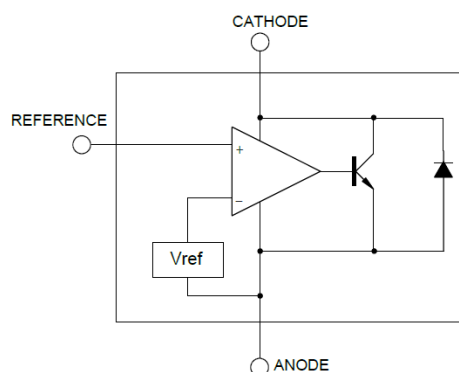 CATHODE
REFERENCE
+
−
Vref
ANODE